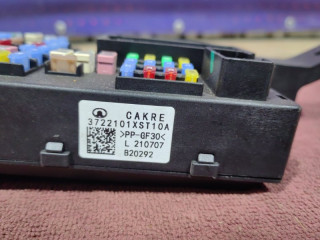 CAKRE
3722101XST10A
>PP-GF30<
L 210707
B20292